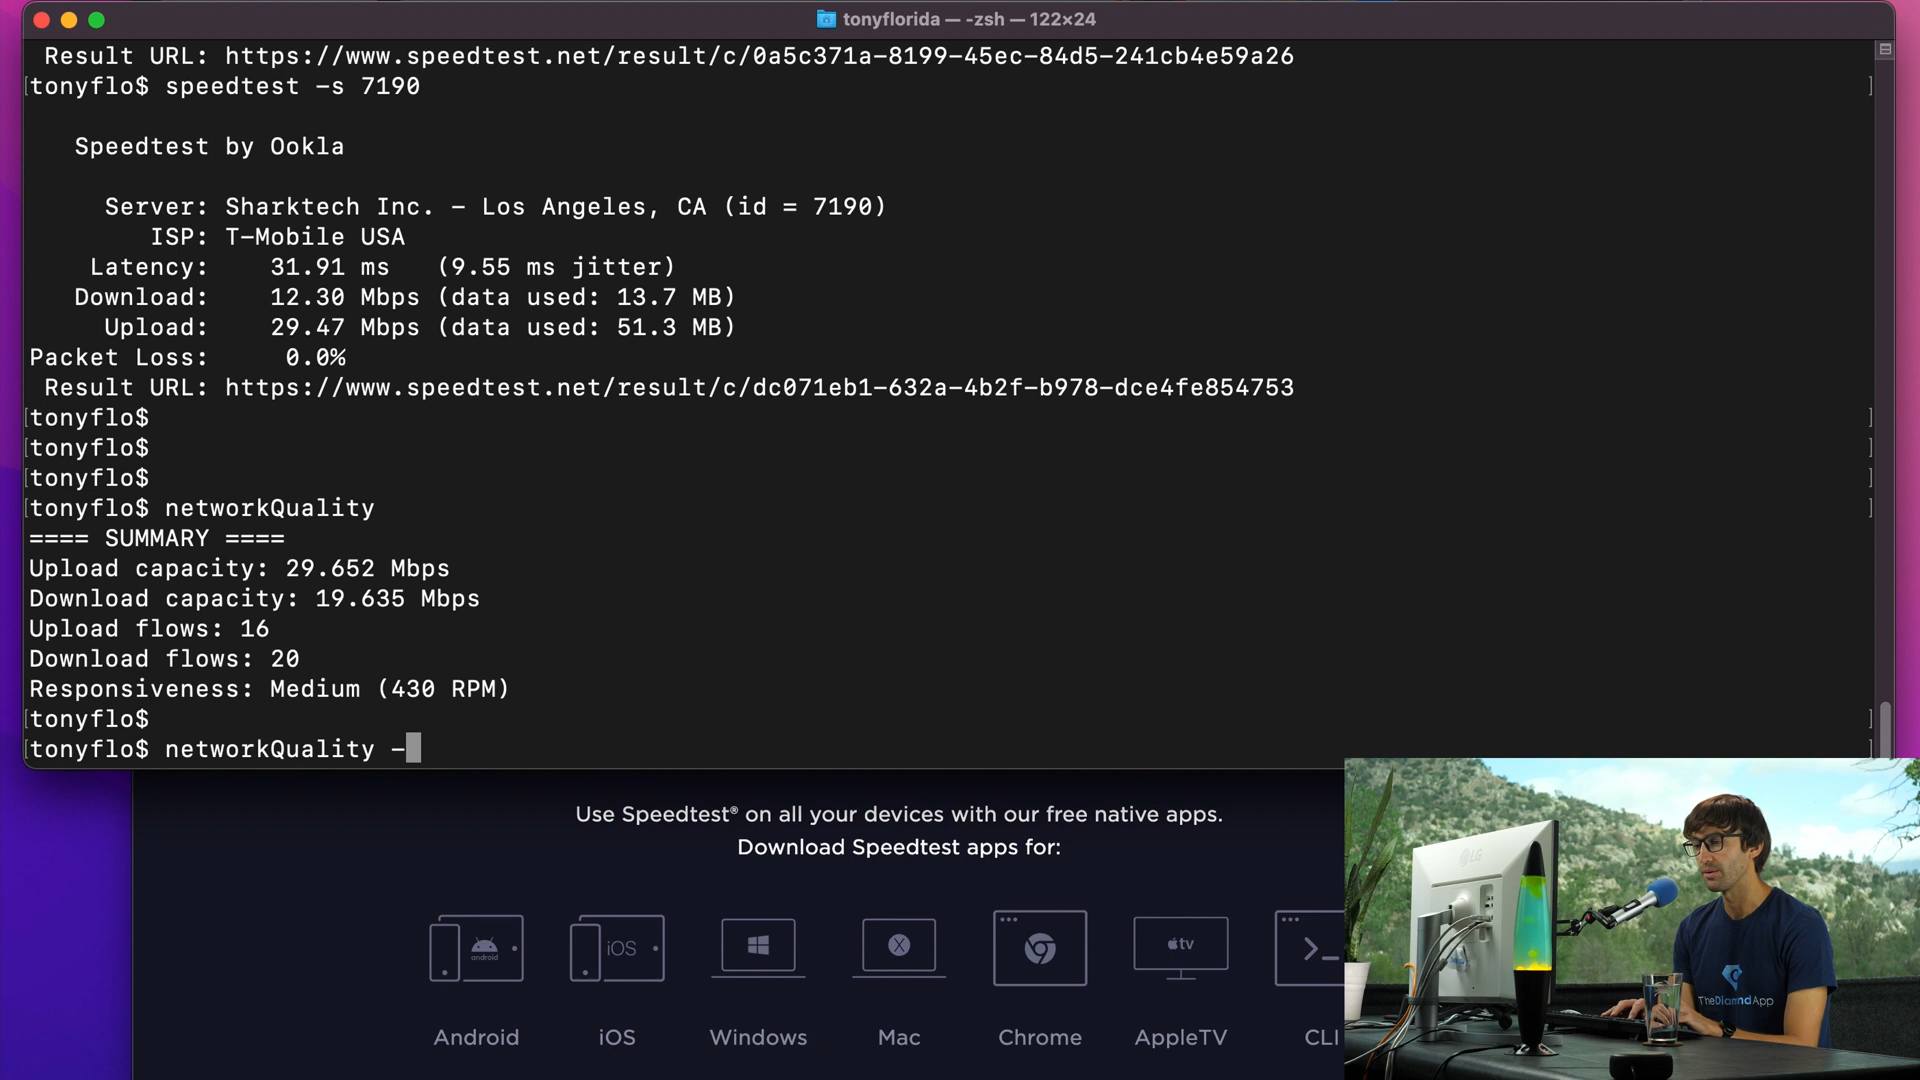 tonyflorida — -zsh — 122×24
Result URL: https://www.speedtest.net/result/c/0a5c371a-8199-45ec-84d5-241cb4e59a26
[tonyflo$ speedtest -s 7190 ]
Speedtest by Ookla
Server: Sharktech Inc. - Los Angeles, CA (id = 7190)
ISP: T-Mobile USA
Latency: 31.91 ms (9.55 ms jitter)
Download: 12.30 Mbps (data used: 13.7 MB)
Upload: 29.47 Mbps (data used: 51.3 MB)
Packet Loss: 0.0%
Result URL: https://www.speedtest.net/result/c/dc071eb1-632a-4b2f-b978-dce4fe854753
[tonyflo$ ]
[tonyflo$ ]
[tonyflo$ ]
[tonyflo$ networkQuality ]
==== SUMMARY ====
Upload capacity: 29.652 Mbps
Download capacity: 19.635 Mbps
Upload flows: 16
Download flows: 20
Responsiveness: Medium (430 RPM)
[tonyflo$ ]
[tonyflo$ networkQuality - ]
Use Speedtest® on all your devices with our free native apps.
Download Speedtest apps for:
android
iOS
X
tv
>_
Android iOS Windows Mac Chrome AppleTV CLI
LG
TheDiamndApp